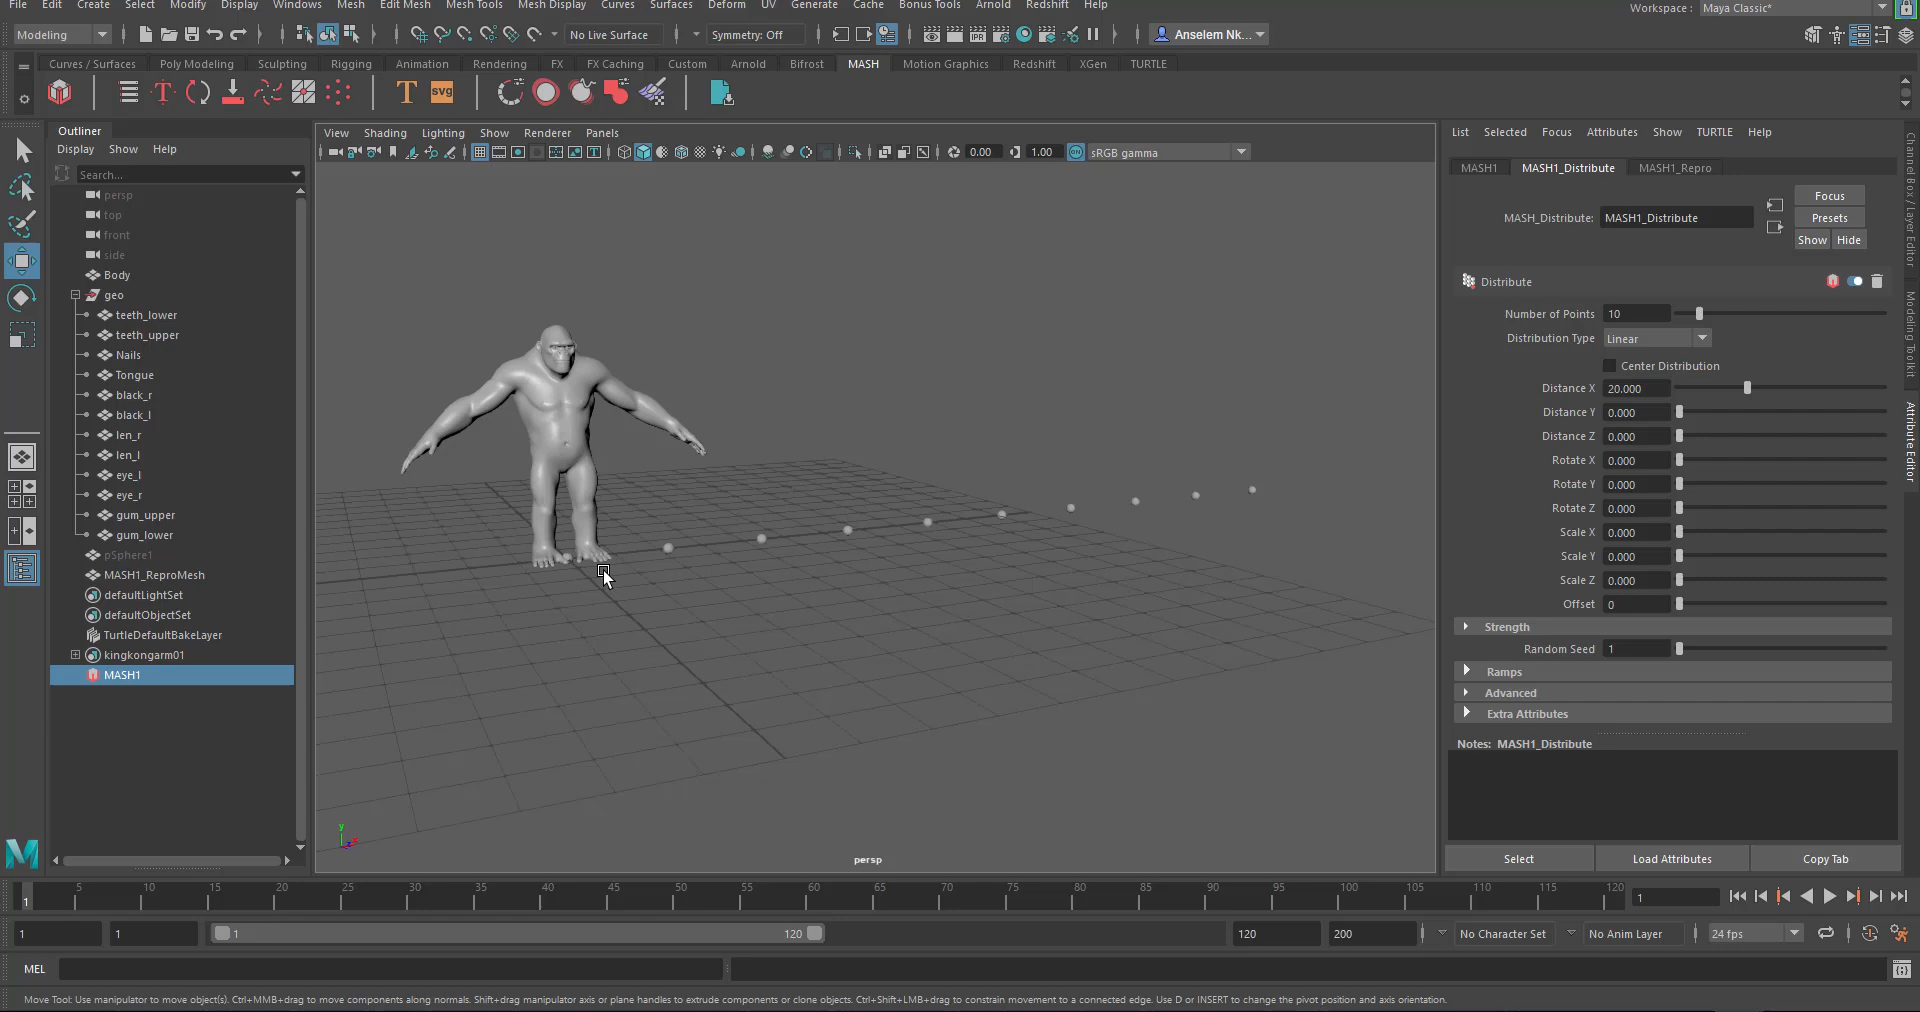 File Edit Create Select Modify Display Windows Mesh Edit Mesh Mesh Tools Mesh Display Curves Surfaces Deform UV Generate Cache Bonus Tools Arnold Redshift Help
Workspace : Maya Classic*
Modeling
No Live Surface
Symmetry: Off
Anselem Nk...
Curves / Surfaces Poly Modeling Sculpting Rigging Animation Rendering FX FX Caching Custom Arnold Bifrost MASH Motion Graphics Redshift XGen TURTLE
T
T svg
Outliner
Display Show Help
Search...
persp
top
front
side
Body
geo
teeth_lower
teeth_upper
Nails
Tongue
black_r
black_l
len_r
len_l
eye_l
eye_r
gum_upper
gum_lower
pSphere1
MASH1_ReproMesh
defaultLightSet
defaultObjectSet
TurtleDefaultBakeLayer
kingkongarm01
MASH1
View Shading Lighting Show Renderer Panels
0.00 1.00 ON sRGB gamma
y
persp
List Selected Focus Attributes Show TURTLE Help
MASH1 MASH1_Distribute MASH1_Repro
MASH_Distribute: MASH1_Distribute
Focus
Presets
Show Hide
Distribute
Number of Points 10
Distribution Type Linear
Center Distribution
Distance X 20.000
Distance Y 0.000
Distance Z 0.000
Rotate X 0.000
Rotate Y 0.000
Rotate Z 0.000
Scale X 0.000
Scale Y 0.000
Scale Z 0.000
Offset 0
Strength
Random Seed 1
Ramps
Advanced
Extra Attributes
Notes: MASH1_Distribute
Select Load Attributes Copy Tab
Channel Box / Layer Editor
Modeling Toolkit
Attribute Editor
1 5 10 15 20 25 30 35 40 45 50 55 60 65 70 75 80 85 90 95 100 105 110 115 120
1
1 1 1 120 120 200 No Character Set No Anim Layer 24 fps
MEL
Move Tool: Use manipulator to move object(s). Ctrl+MMB+drag to move components along normals. Shift+drag manipulator axis or plane handles to extrude components or clone objects. Ctrl+Shift+LMB+drag to constrain movement to a connected edge. Use D or INSERT to change the pivot position and axis orientation.